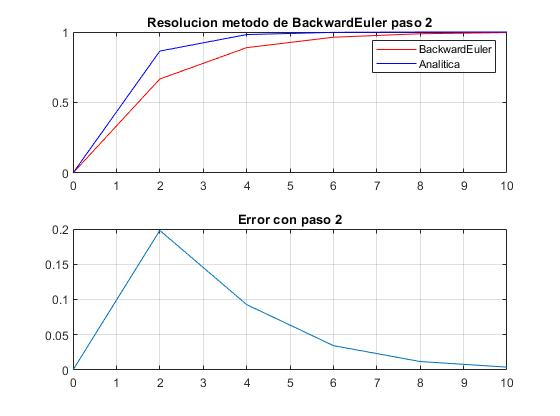 Resolucion metodo de BackwardEuler paso 2
1
0.5
0
BackwardEuler
Analitica
0 1 2 3 4 5 6 7 8 9 10
Error con paso 2
0.2
0.15
0.1
0.05
0
0 1 2 3 4 5 6 7 8 9 10